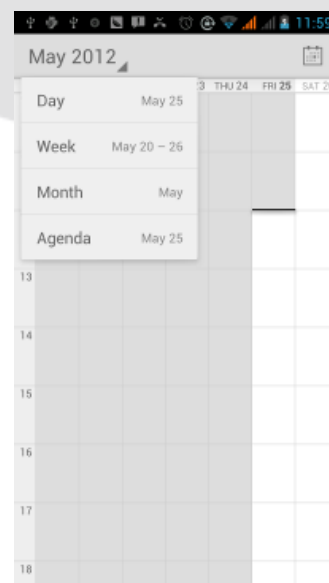 11:59
May 2012
3 THU 24 FRI 25 SAT 2
Day May 25
Week May 20 – 26
Month May
Agenda May 25
13
14
15
16
17
18